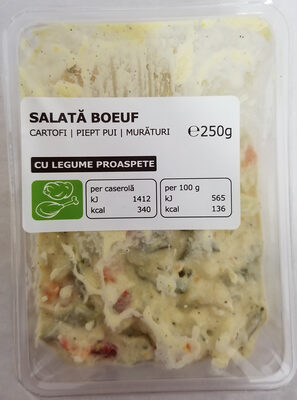 SALATĂ BOEUF
CARTOFI | PIEPT PUI | MURĂTURI ℮250g
CU LEGUME PROASPETE
per caserolă
kJ 1412
kcal 340
per 100 g
kJ 565
kcal 136